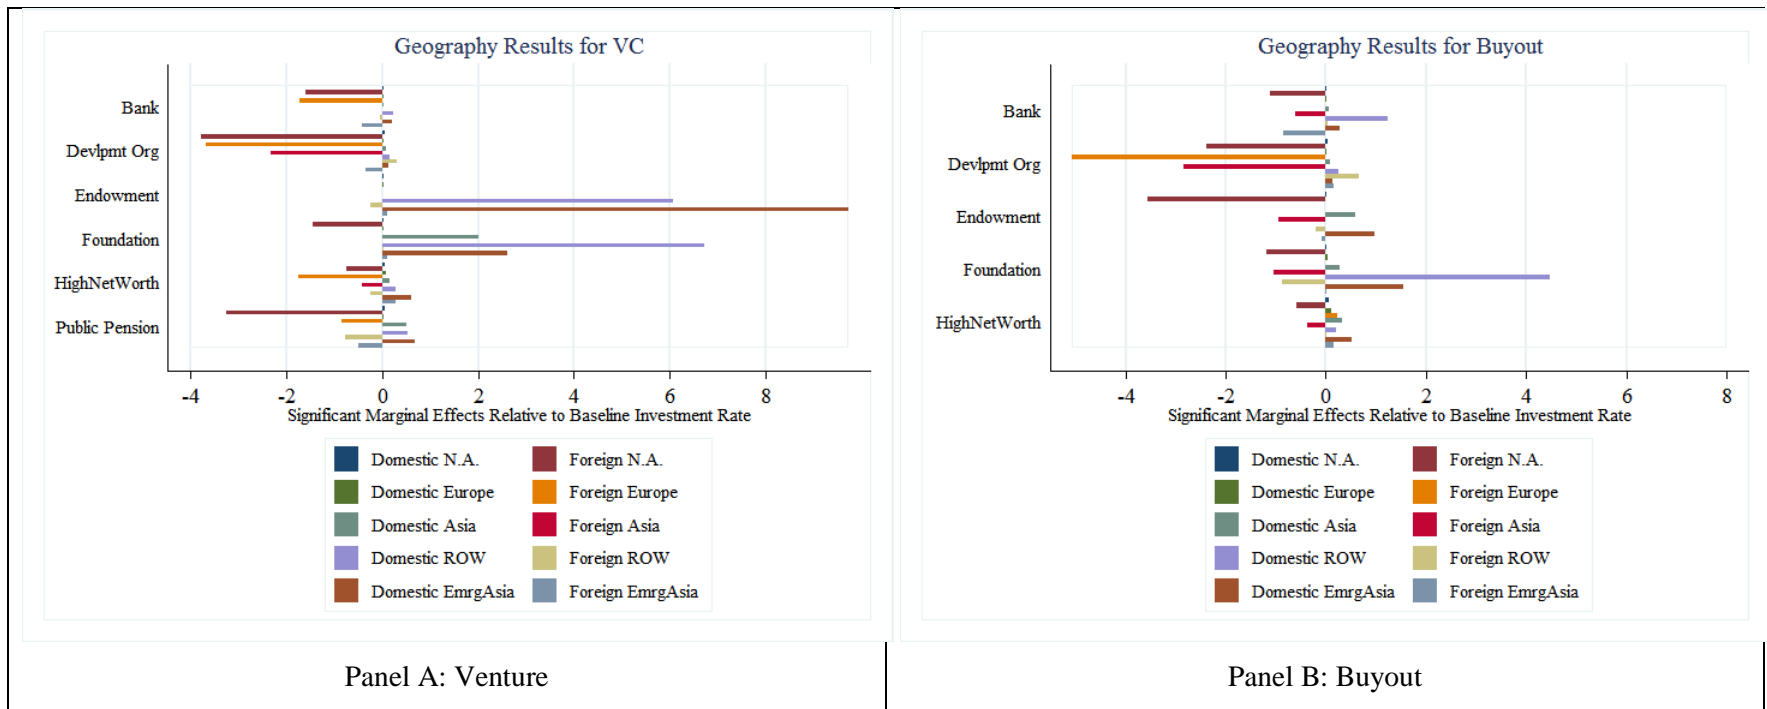 Geography Results for VC
Bank
Devlpmt Org
Endowment
Foundation
HighNetWorth
Public Pension
-4 -2 0 2 4 6 8
Significant Marginal Effects Relative to Baseline Investment Rate
Domestic N.A. Foreign N.A.
Domestic Europe Foreign Europe
Domestic Asia Foreign Asia
Domestic ROW Foreign ROW
Domestic EmrgAsia Foreign EmrgAsia
Panel A: Venture
Geography Results for Buyout
Bank
Devlpmt Org
Endowment
Foundation
HighNetWorth
-4 -2 0 2 4 6 8
Significant Marginal Effects Relative to Baseline Investment Rate
Domestic N.A. Foreign N.A.
Domestic Europe Foreign Europe
Domestic Asia Foreign Asia
Domestic ROW Foreign ROW
Domestic EmrgAsia Foreign EmrgAsia
Panel B: Buyout